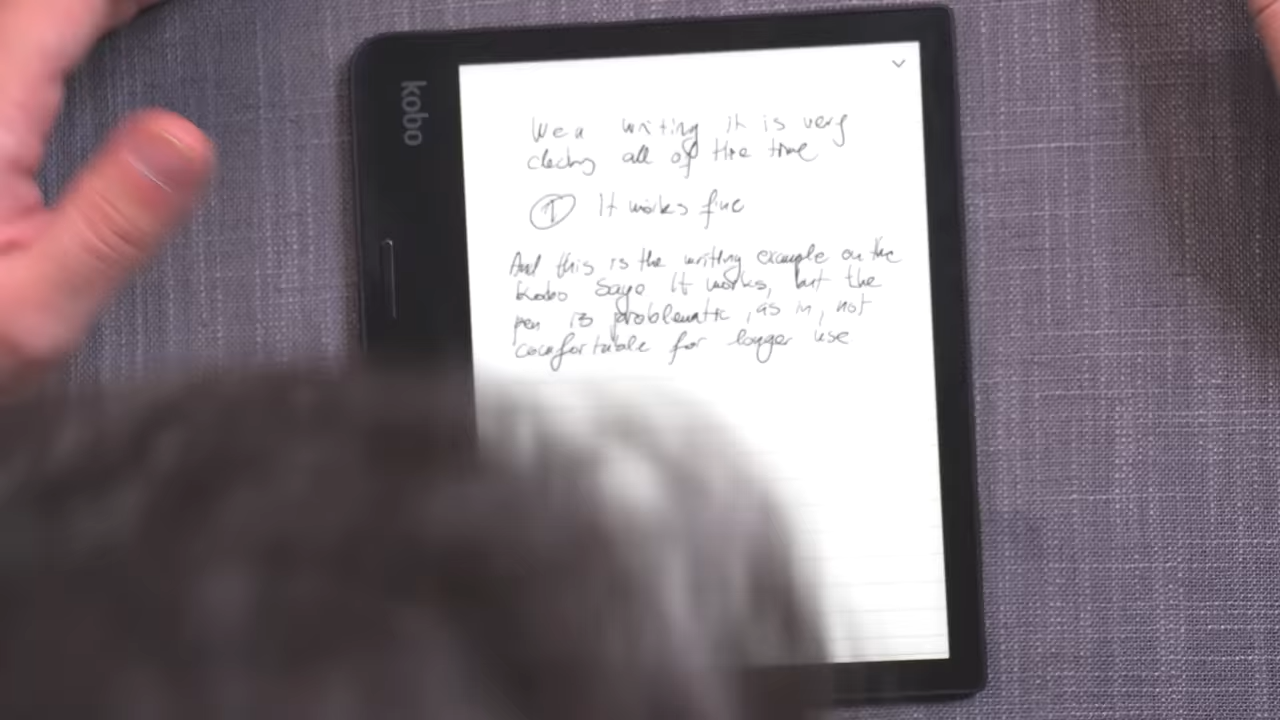 kobo
writing it is very
all of the time
① It works fine
And this is the writing example on the
Kobo Sage It works, but the
pen is problematic, as in, not
comfortable for longer use